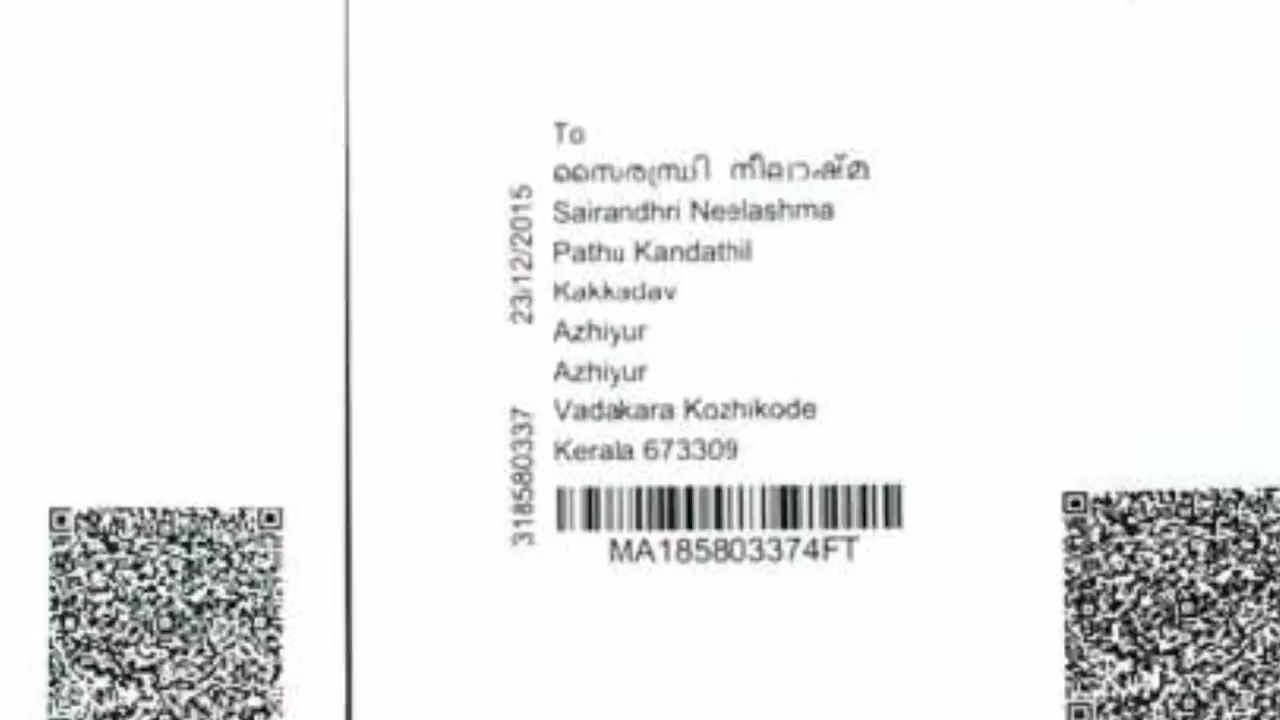 To
സൈരന്ധ്രി നീലാഷ്മ
Sairandhri Neelashma
Pathu Kandathil
Kakkadav
Azhiyur
Azhiyur
Vadakara Kozhikode
Kerala 673309
MA185803374FT
318580337 23/12/2015